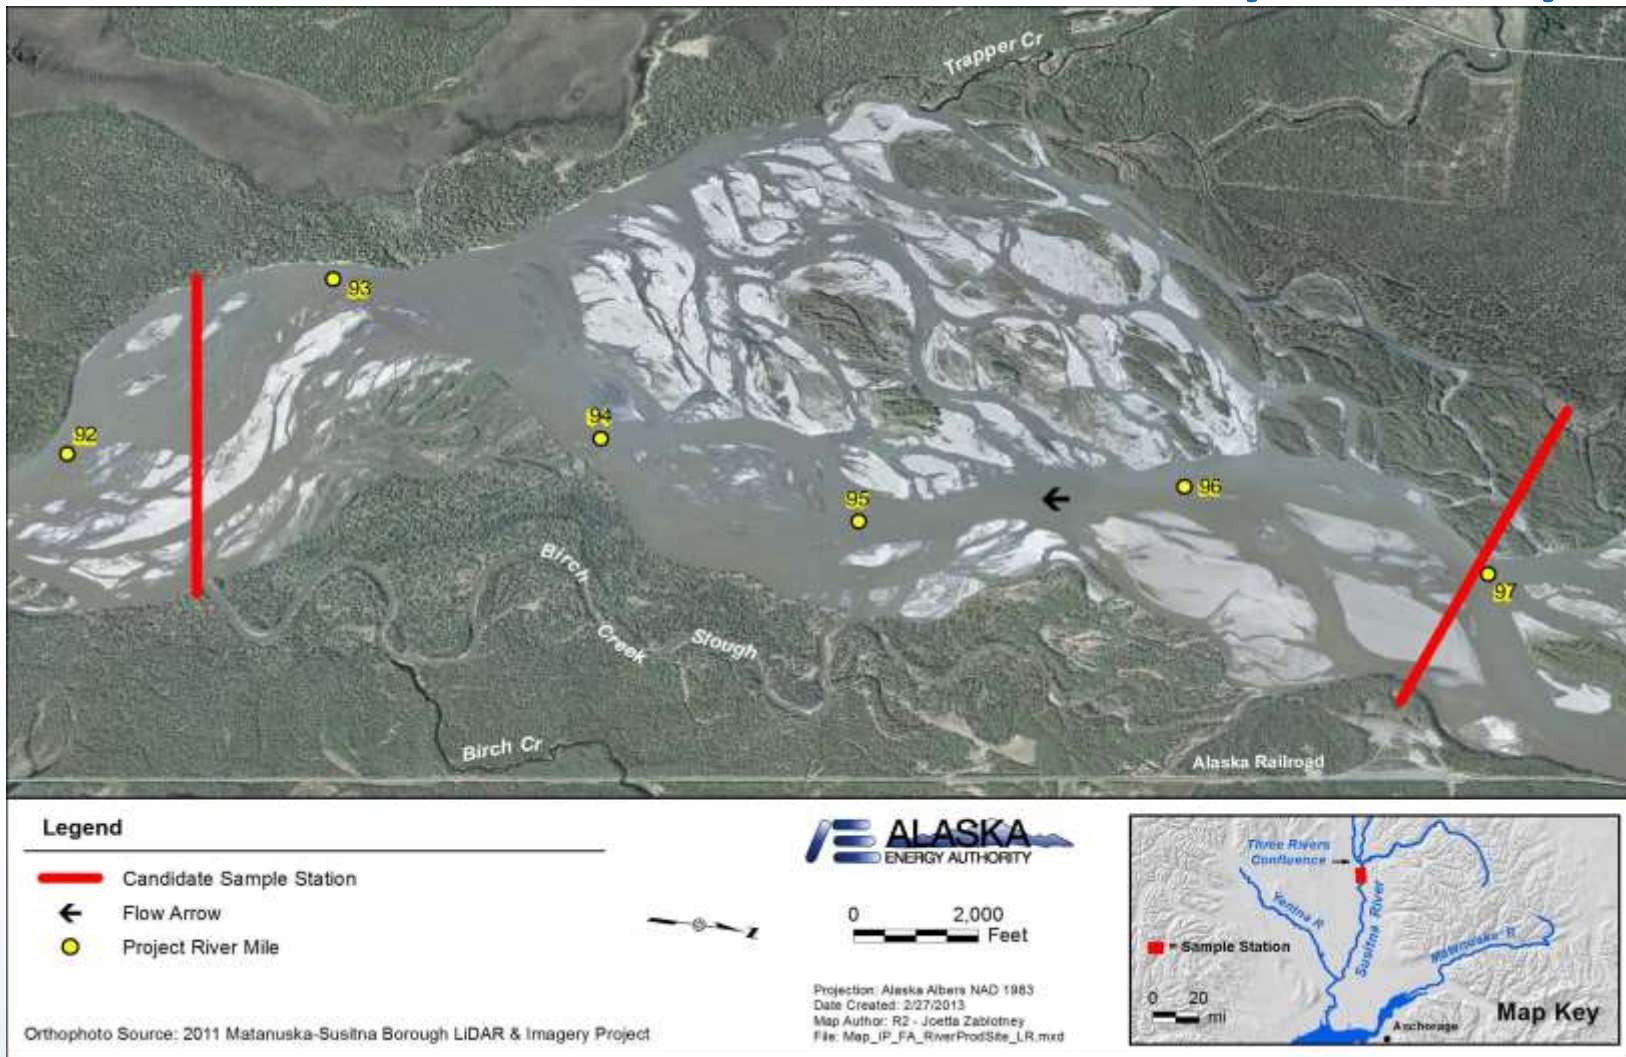 Trapper Cr
93
92
94
95
96
97
Birch
Creek
Slough
Birch Cr
Alaska Railroad
Legend
Candidate Sample Station
Flow Arrow
Project River Mile
Orthophoto Source: 2011 Matanuska-Susitna Borough LiDAR & Imagery Project
ALASKA
ENERGY AUTHORITY
0 2,000
Feet
Projection: Alaska Albers NAD 1983
Date Created: 2/27/2013
Map Author: R2 - Joetta Zablotney
File: Map_IP_FA_RiverProdSite_LR.mxd
Three Rivers
Confluence
Yentna R
Susitna River
Matanuska R
= Sample Station
0 20
mi
Anchorage
Map Key